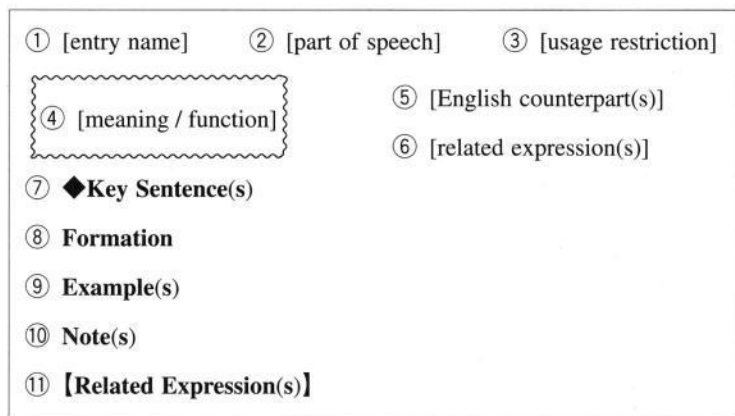 ① [entry name] ② [part of speech] ③ [usage restriction]
④ [meaning / function]
⑤ [English counterpart(s)]
⑥ [related expression(s)]
⑦ ◆Key Sentence(s)
⑧ Formation
⑨ Example(s)
⑩ Note(s)
⑪ 【Related Expression(s)】